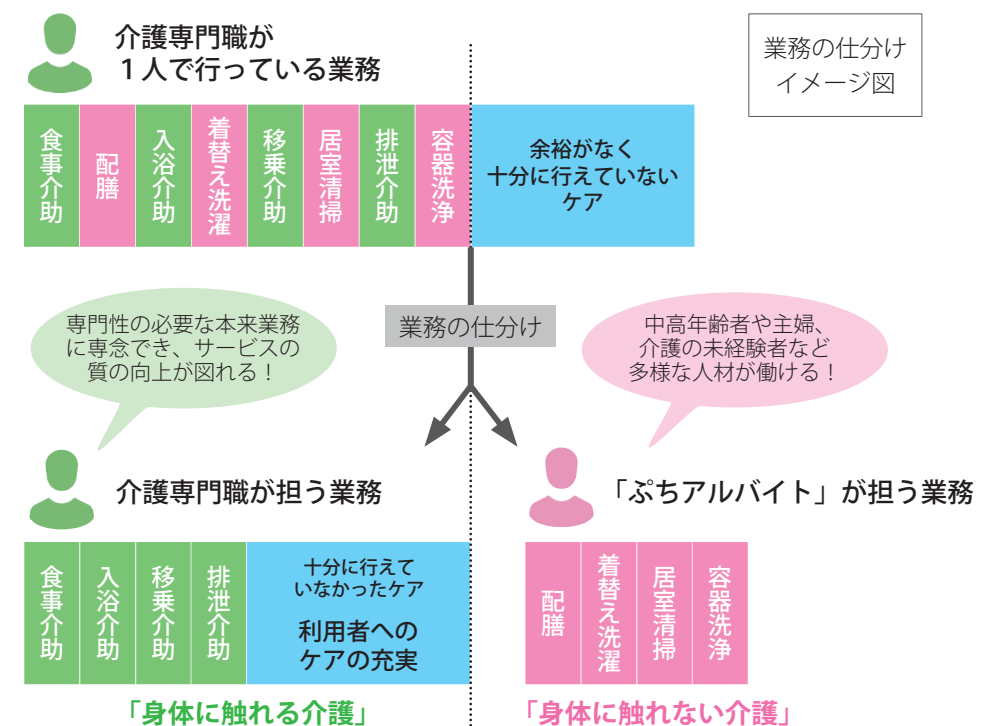 介護専門職が
１人で行っている業務
業務の仕分け
イメージ図
食事介助
配膳
入浴介助
着替え洗濯
移乗介助
居室清掃
排泄介助
容器洗浄
余裕がなく
十分に行えていない
ケア
業務の仕分け
専門性の必要な本来業務
に専念でき、サービスの
質の向上が図れる！
中高年齢者や主婦、
介護の未経験者など
多様な人材が働ける！
介護専門職が担う業務
「ぷちアルバイト」が担う業務
食事介助
入浴介助
移乗介助
排泄介助
十分に行えて
いなかったケア
利用者への
ケアの充実
配膳
着替え洗濯
居室清掃
容器洗浄
「身体に触れる介護」
「身体に触れない介護」